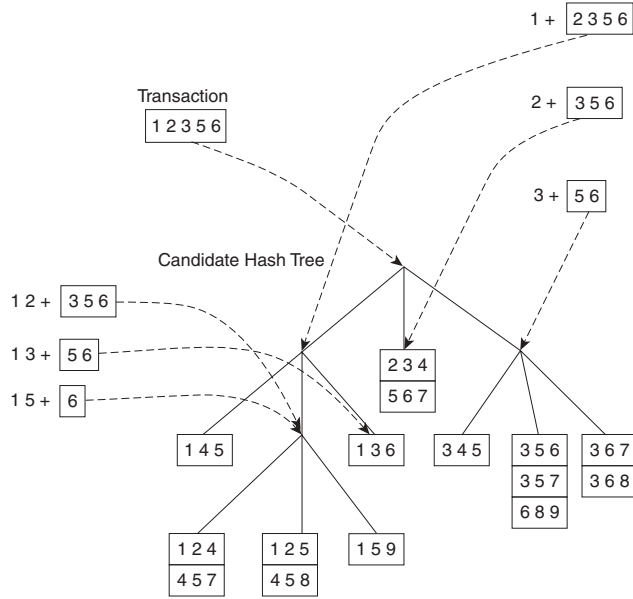 1 + 2 3 5 6
Transaction
1 2 3 5 6
2 + 3 5 6
3 + 5 6
Candidate Hash Tree
1 2 + 3 5 6
1 3 + 5 6
1 5 + 6
2 3 4
5 6 7
1 4 5
1 3 6
3 4 5
3 5 6
3 5 7
6 8 9
3 6 7
3 6 8
1 2 4
4 5 7
1 2 5
4 5 8
1 5 9